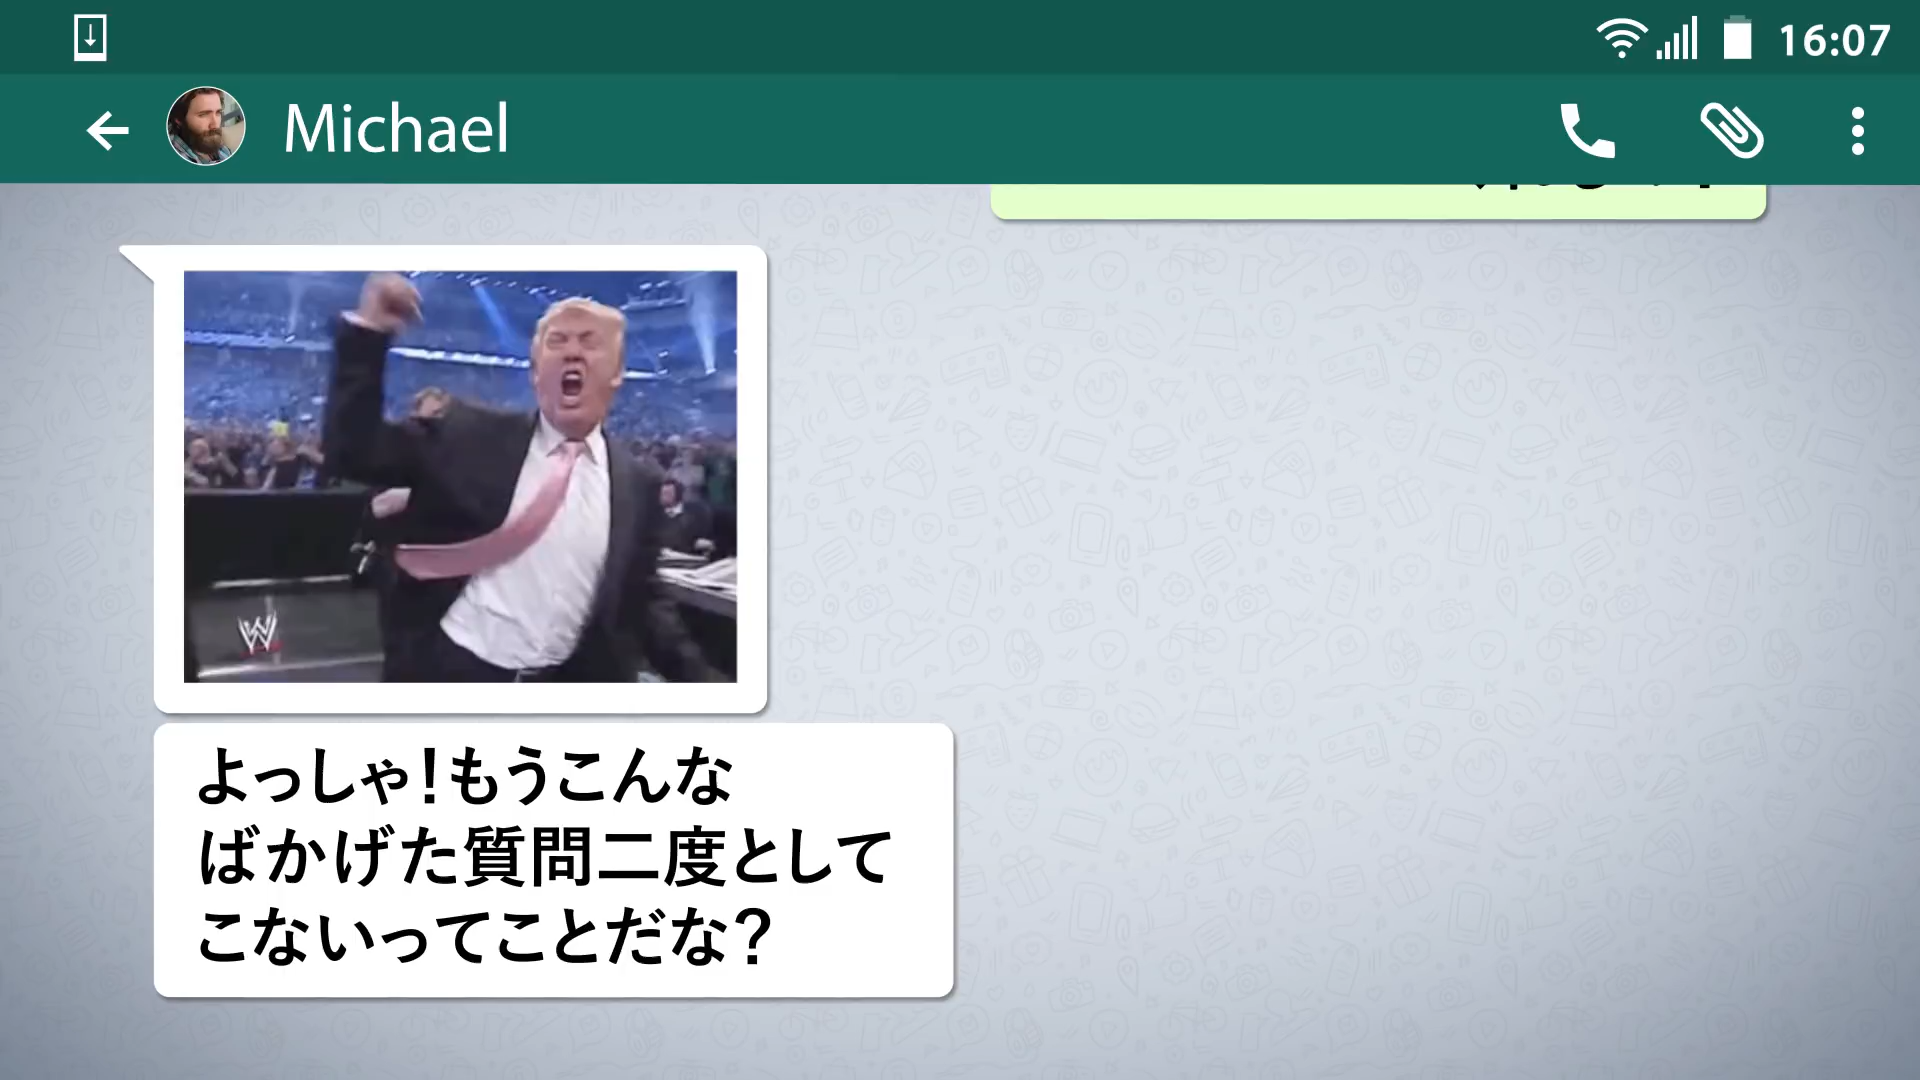 16:07
Michael
W
よっしゃ!もうこんな
ばかげた質問二度として
こないってことだな?